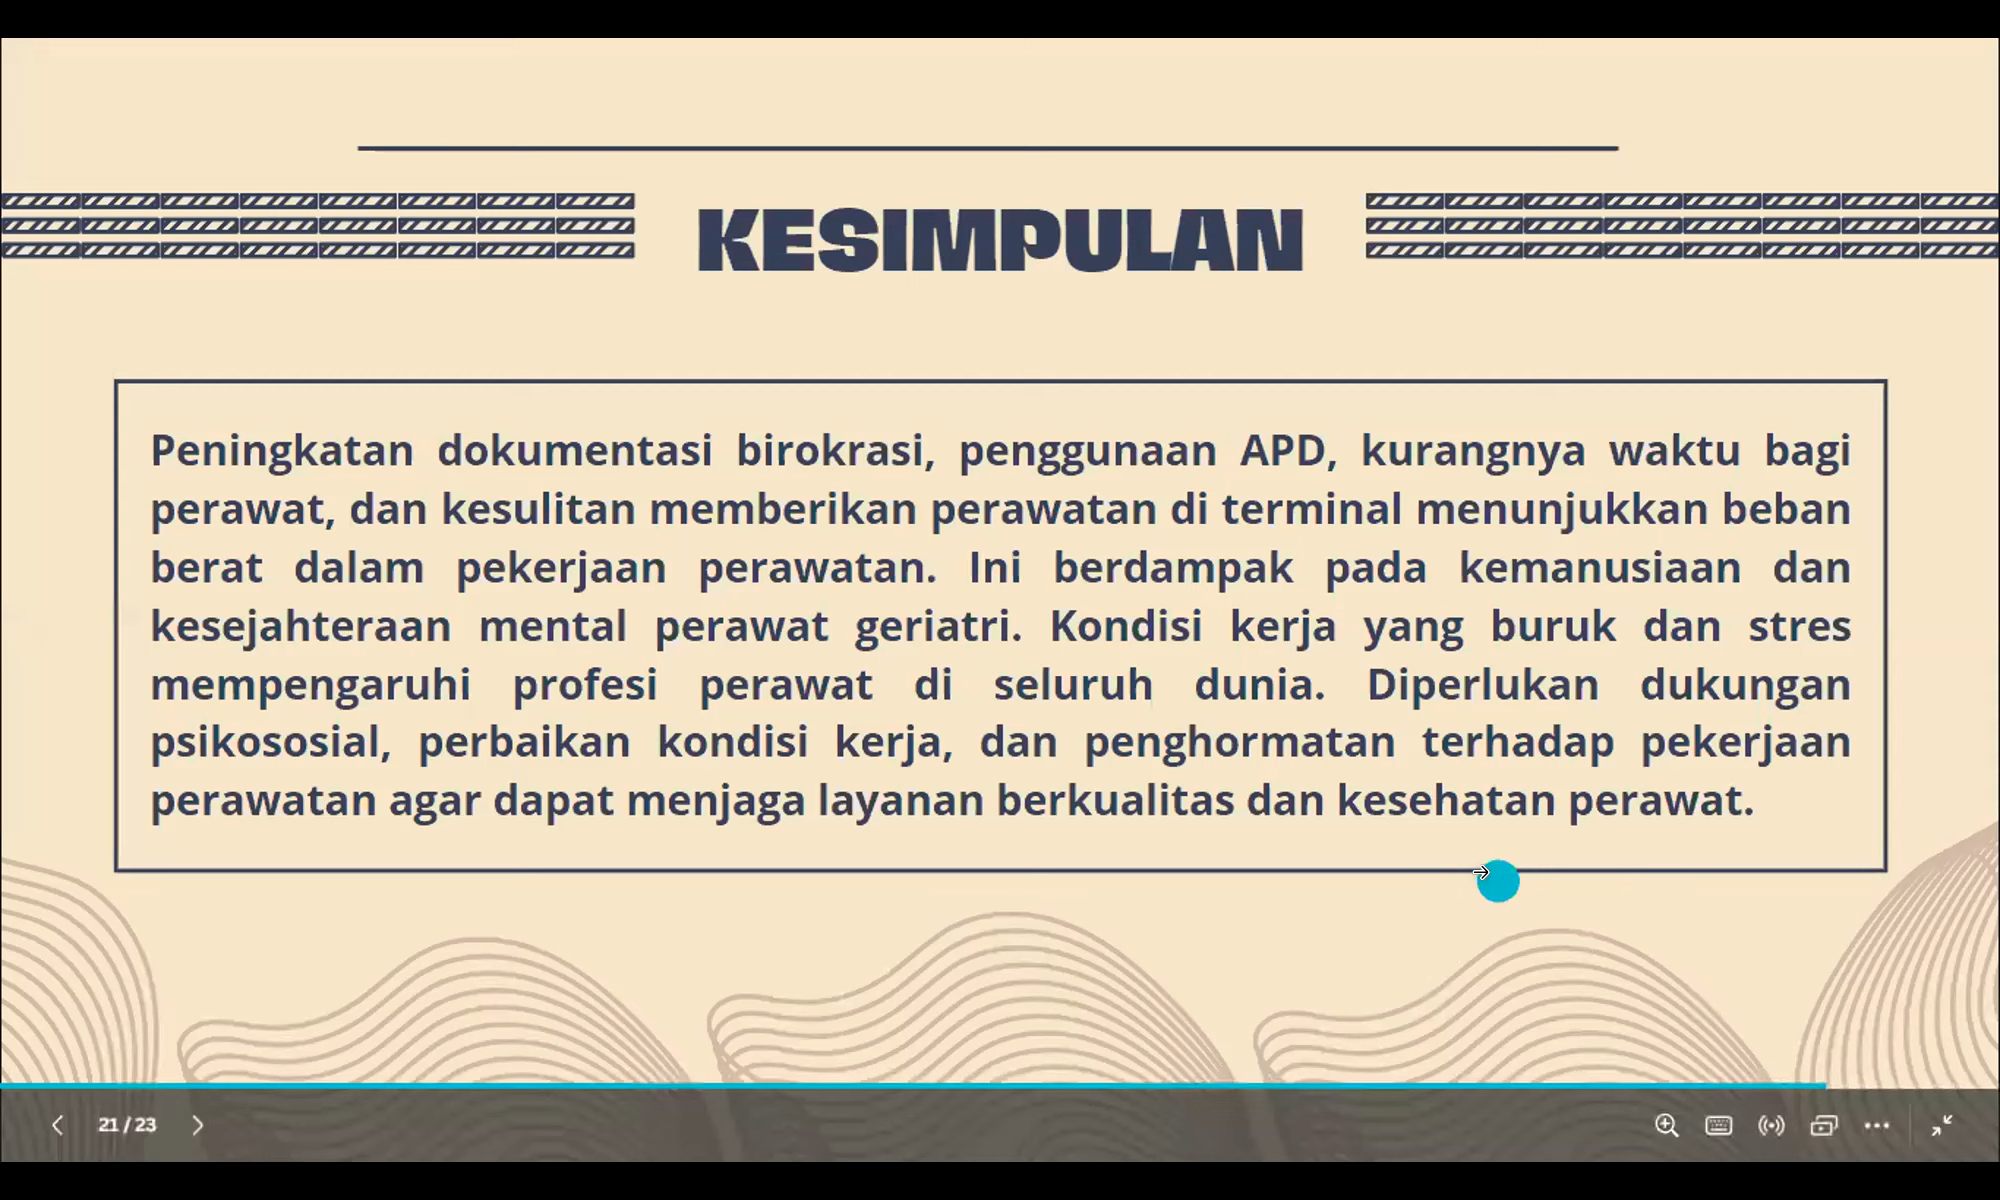 KESIMPULAN
Peningkatan dokumentasi birokrasi, penggunaan APD, kurangnya waktu bagi
perawat, dan kesulitan memberikan perawatan di terminal menunjukkan beban
berat dalam pekerjaan perawatan. Ini berdampak pada kemanusiaan dan
kesejahteraan mental perawat geriatri. Kondisi kerja yang buruk dan stres
mempengaruhi profesi perawat di seluruh dunia. Diperlukan dukungan
psikososial, perbaikan kondisi kerja, dan penghormatan terhadap pekerjaan
perawatan agar dapat menjaga layanan berkualitas dan kesehatan perawat.
21 / 23